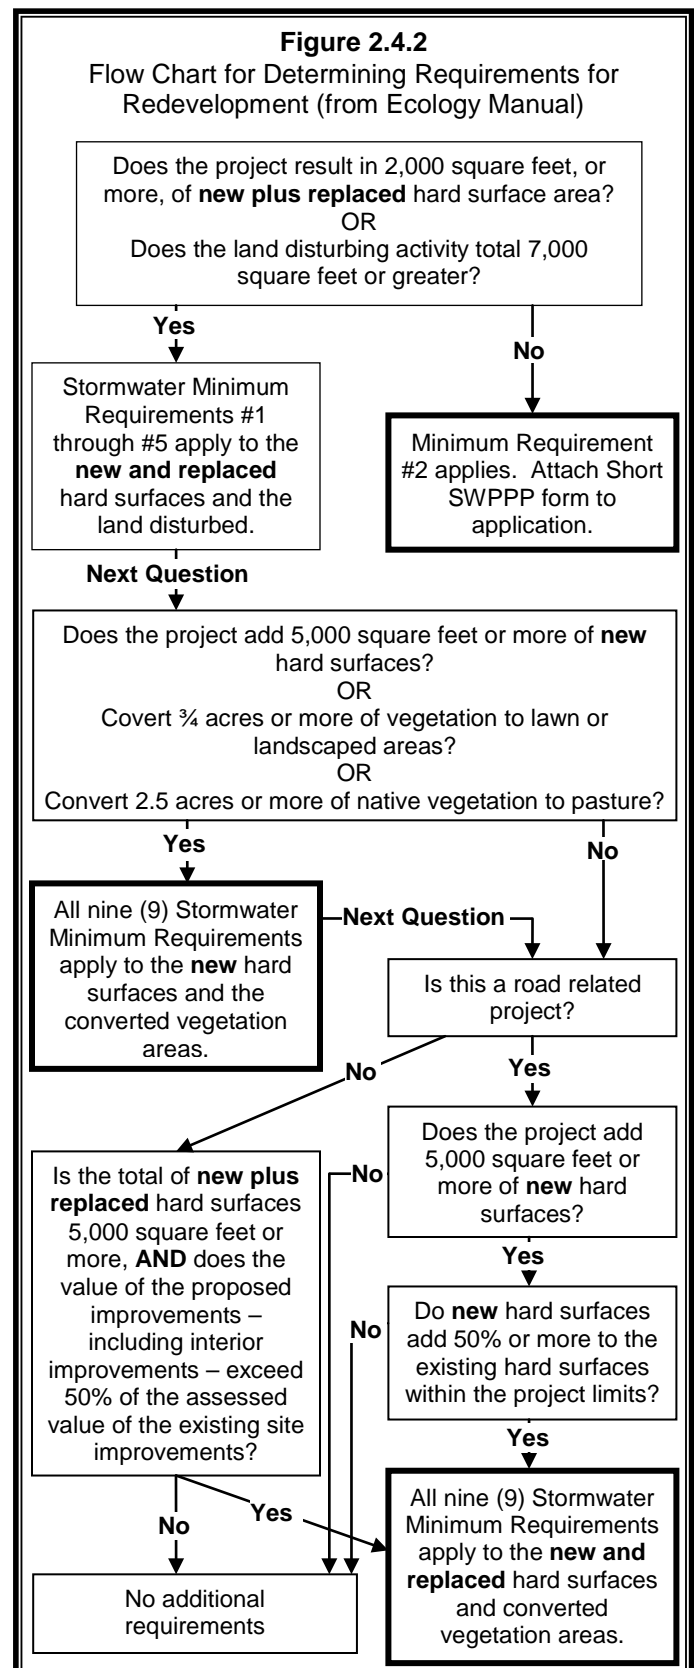 Figure 2.4.2
Flow Chart for Determining Requirements for
Redevelopment (from Ecology Manual)
Does the project result in 2,000 square feet, or
more, of new plus replaced hard surface area?
OR
Does the land disturbing activity total 7,000
square feet or greater?
Yes
No
Stormwater Minimum
Requirements #1
through #5 apply to the
new and replaced
hard surfaces and the
land disturbed.
Minimum Requirement
#2 applies. Attach Short
SWPPP form to
application.
Next Question
Does the project add 5,000 square feet or more of new
hard surfaces?
OR
Covert ¾ acres or more of vegetation to lawn or
landscaped areas?
OR
Convert 2.5 acres or more of native vegetation to pasture?
Yes
No
All nine (9) Stormwater
Minimum Requirements
apply to the new hard
surfaces and the
converted vegetation
areas.
Next Question
Is this a road related
project?
No
Yes
Is the total of new plus
replaced hard surfaces
5,000 square feet or
more, AND does the
value of the proposed
improvements –
including interior
improvements – exceed
50% of the assessed
value of the existing site
improvements?
Does the project add
5,000 square feet or
more of new hard
surfaces?
No
Yes
Do new hard surfaces
add 50% or more to the
existing hard surfaces
within the project limits?
No
Yes
No
Yes
All nine (9) Stormwater
Minimum Requirements
apply to the new and
replaced hard surfaces
and converted
vegetation areas.
No additional
requirements